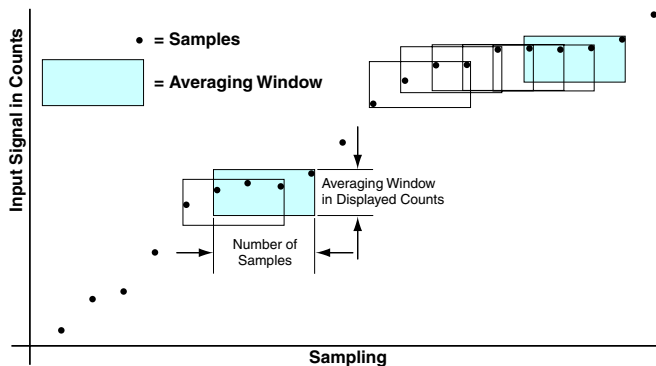 = Samples
= Averaging Window
Input Signal in Counts
Averaging Window
in Displayed Counts
Number of
Samples
Sampling